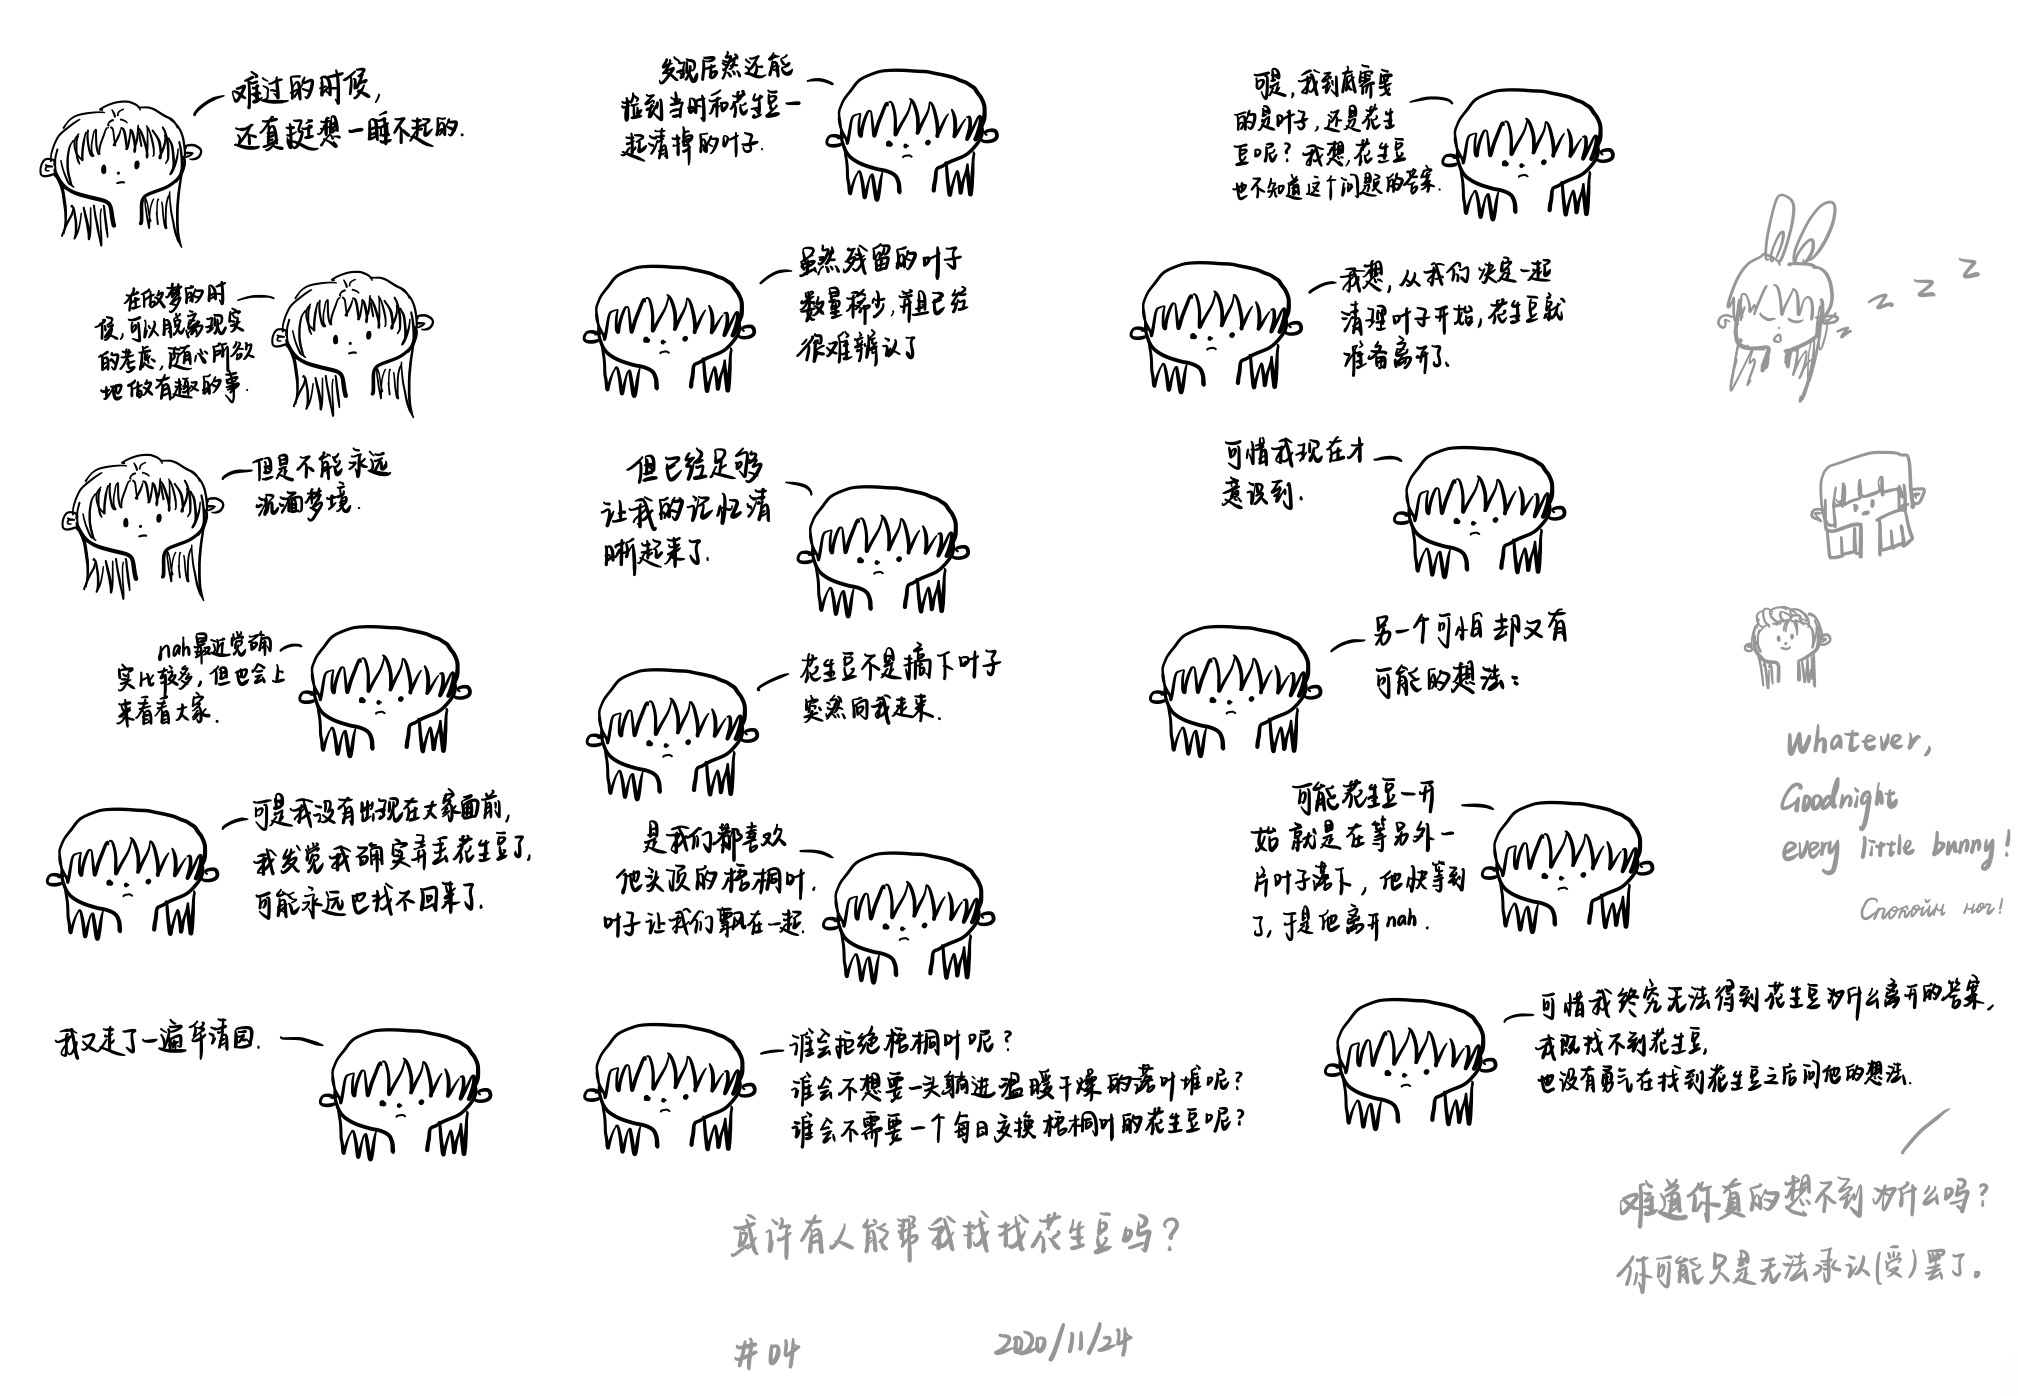 难过的时候,
还真挺想一睡不起的.
在做梦的时
候,可以脱离现实
的考虑,随心所欲
地做有趣的事.
但是不能永远
沉湎梦境.
nah最近觉确
实比较多,但也会上
来看看大家.
可是我没有出现在大家面前,
我发觉我确实弄丢花生豆了,
可能永远也找不回来了.
我又走了一遍华清园.
发现居然还能
捡到当时和花生豆一
起清掉的叶子.
虽然残留的叶子
数量稀少,并且已经
很难辨认了
但已经足够
让我的记忆清
晰起来了.
花生豆不是摘下叶子
突然向我走来.
是我们都喜欢
他头顶的梧桐叶.
叶子让我们飘在一起.
谁会拒绝梧桐叶呢?
谁会不想要一头躺进温暖干燥的落叶堆呢?
谁会不需要一个每日交换梧桐叶的花生豆呢?
可是,我到底需要
的是叶子,还是花生
豆呢?我想,花生豆
也不知道这个问题的答案.
我想,从我们决定一起
清理叶子开始,花生豆就
准备离开了.
可惜我现在才
意识到.
另一个可怕却又有
可能的想法:
可能花生豆一开
始就是在等另外一
片叶子落下,他快等到
了,于是他离开nah.
可惜我终究无法得到花生豆为什么离开的答案,
我既找不到花生豆,
也没有勇气在找到花生豆之后问他的想法.
z z z z
Whatever,
Goodnight
every little bunny!
Спокойн ноч!
难道你真的想不到为什么吗?
你可能只是无法承认(受)罢了。
或许有人能帮我找找花生豆吗?
#04
2020/11/24